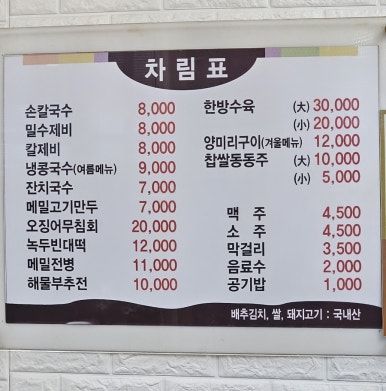 차림표
손칼국수 8,000
밀수제비 8,000
칼제비 8,000
냉콩국수(여름메뉴) 9,000
잔치국수 7,000
메밀고기만두 7,000
오징어무침회 20,000
녹두빈대떡 12,000
메밀전병 11,000
해물부추전 10,000
한방수육 (大) 30,000
(小) 20,000
양미리구이(겨울메뉴) 12,000
찹쌀동동주 (大) 10,000
(小) 5,000
맥 주 4,500
소 주 4,500
막걸리 3,500
음료수 2,000
공기밥 1,000
배추김치, 쌀, 돼지고기 : 국내산